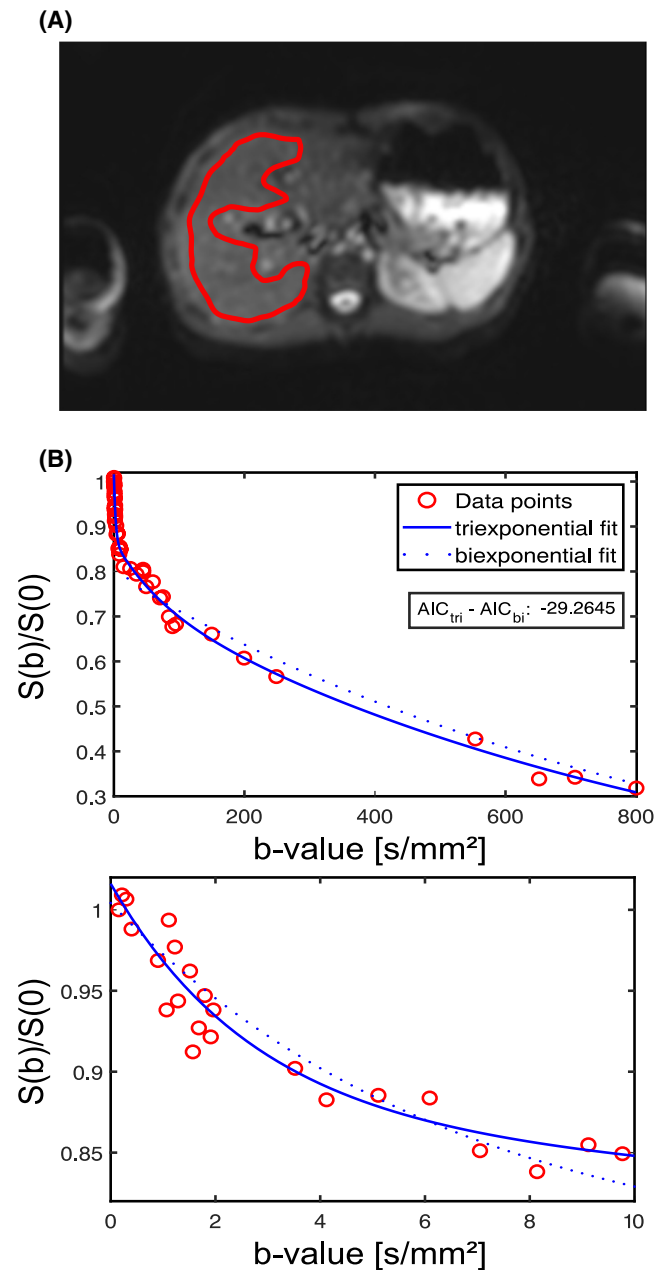 (A)
(B)
1
0.9
0.8
0.7
0.6
0.5
0.4
0.3
S(b)/S(0)
Data points
triexponential fit
biexponential fit
AICtri - AICbi: -29.2645
0 200 400 600 800
b-value [s/mm²]
1
0.95
0.9
0.85
S(b)/S(0)
0 2 4 6 8 10
b-value [s/mm²]